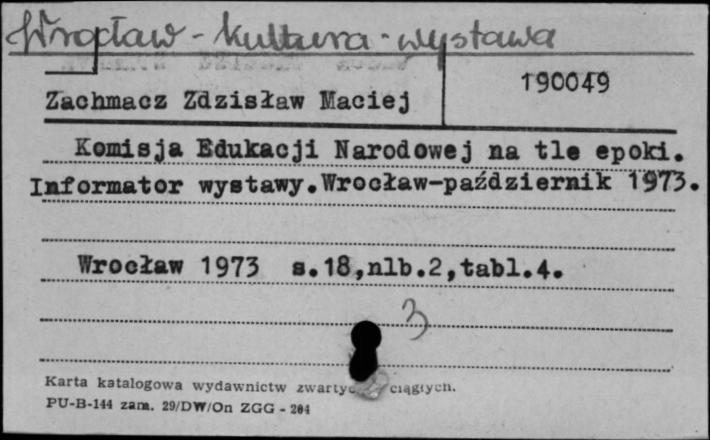 Wrocław - kultura - wystawa
190049
Zachmacz Zdzisław Maciej
Komisja Edukacji Narodowej na tle epoki.
Informator wystawy.Wrocław-październik 1973.
Wrocław 1973 s.18,nlb.2,tabl.4.
3
Karta katalogowa wydawnictw zwartyc ciągłych.
PU-B-144 zam. 29/DW/On ZGG - 204